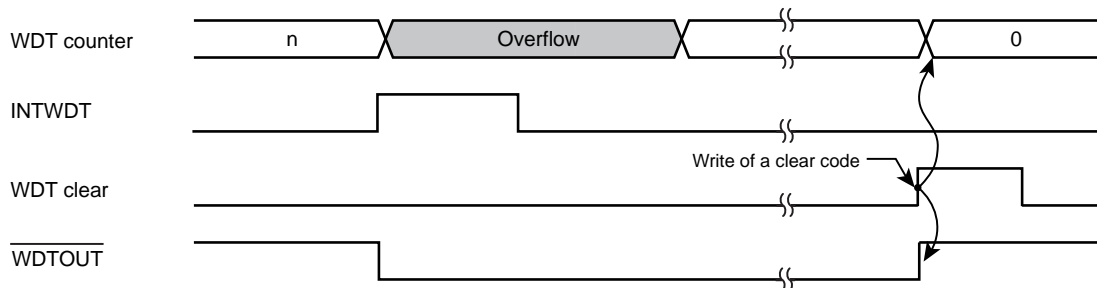 WDT counter n Overflow 0
INTWDT
Write of a clear code
WDT clear
WDTOUT